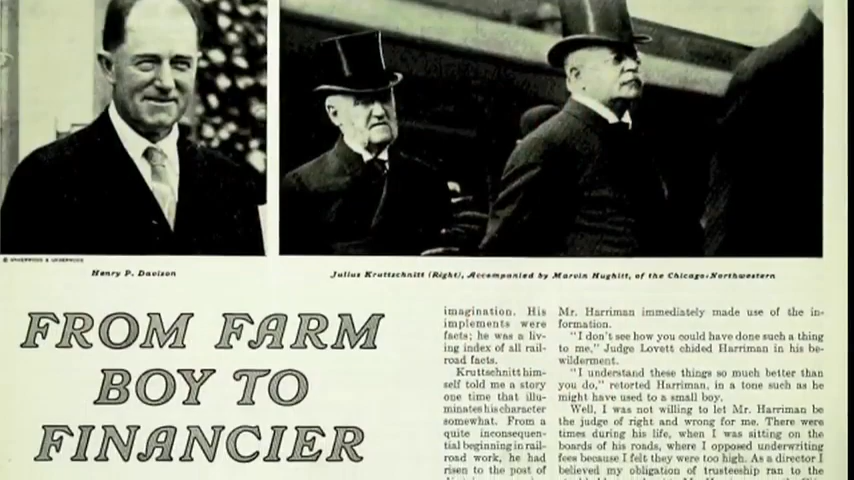 © UNDERWOOD & UNDERWOOD
Henry P. Davison
Julius Kruttschnitt (Right), Accompanied by Marvin Hughitt, of the Chicago-Northwestern
FROM FARM
BOY TO
FINANCIER
imagination. His
implements were
facts; he was a liv-
ing index of all rail-
road facts.
Kruttschnitt him-
self told me a story
one time that illu-
minates his character
somewhat. From a
quite inconsequen-
tial beginning in rail-
road work, he had
risen to the post of
Mr. Harriman immediately made use of the in-
formation.
"I don't see how you could have done such a thing
to me," Judge Lovett chided Harriman in his be-
wilderment.
"I understand these things so much better than
you do," retorted Harriman, in a tone such as he
might have used to a small boy.
Well, I was not willing to let Mr. Harriman be
the judge of right and wrong for me. There were
times during his life, when I was sitting on the
boards of his roads, where I opposed underwriting
fees because I felt they were too high. As a director I
believed my obligation of trusteeship ran to the